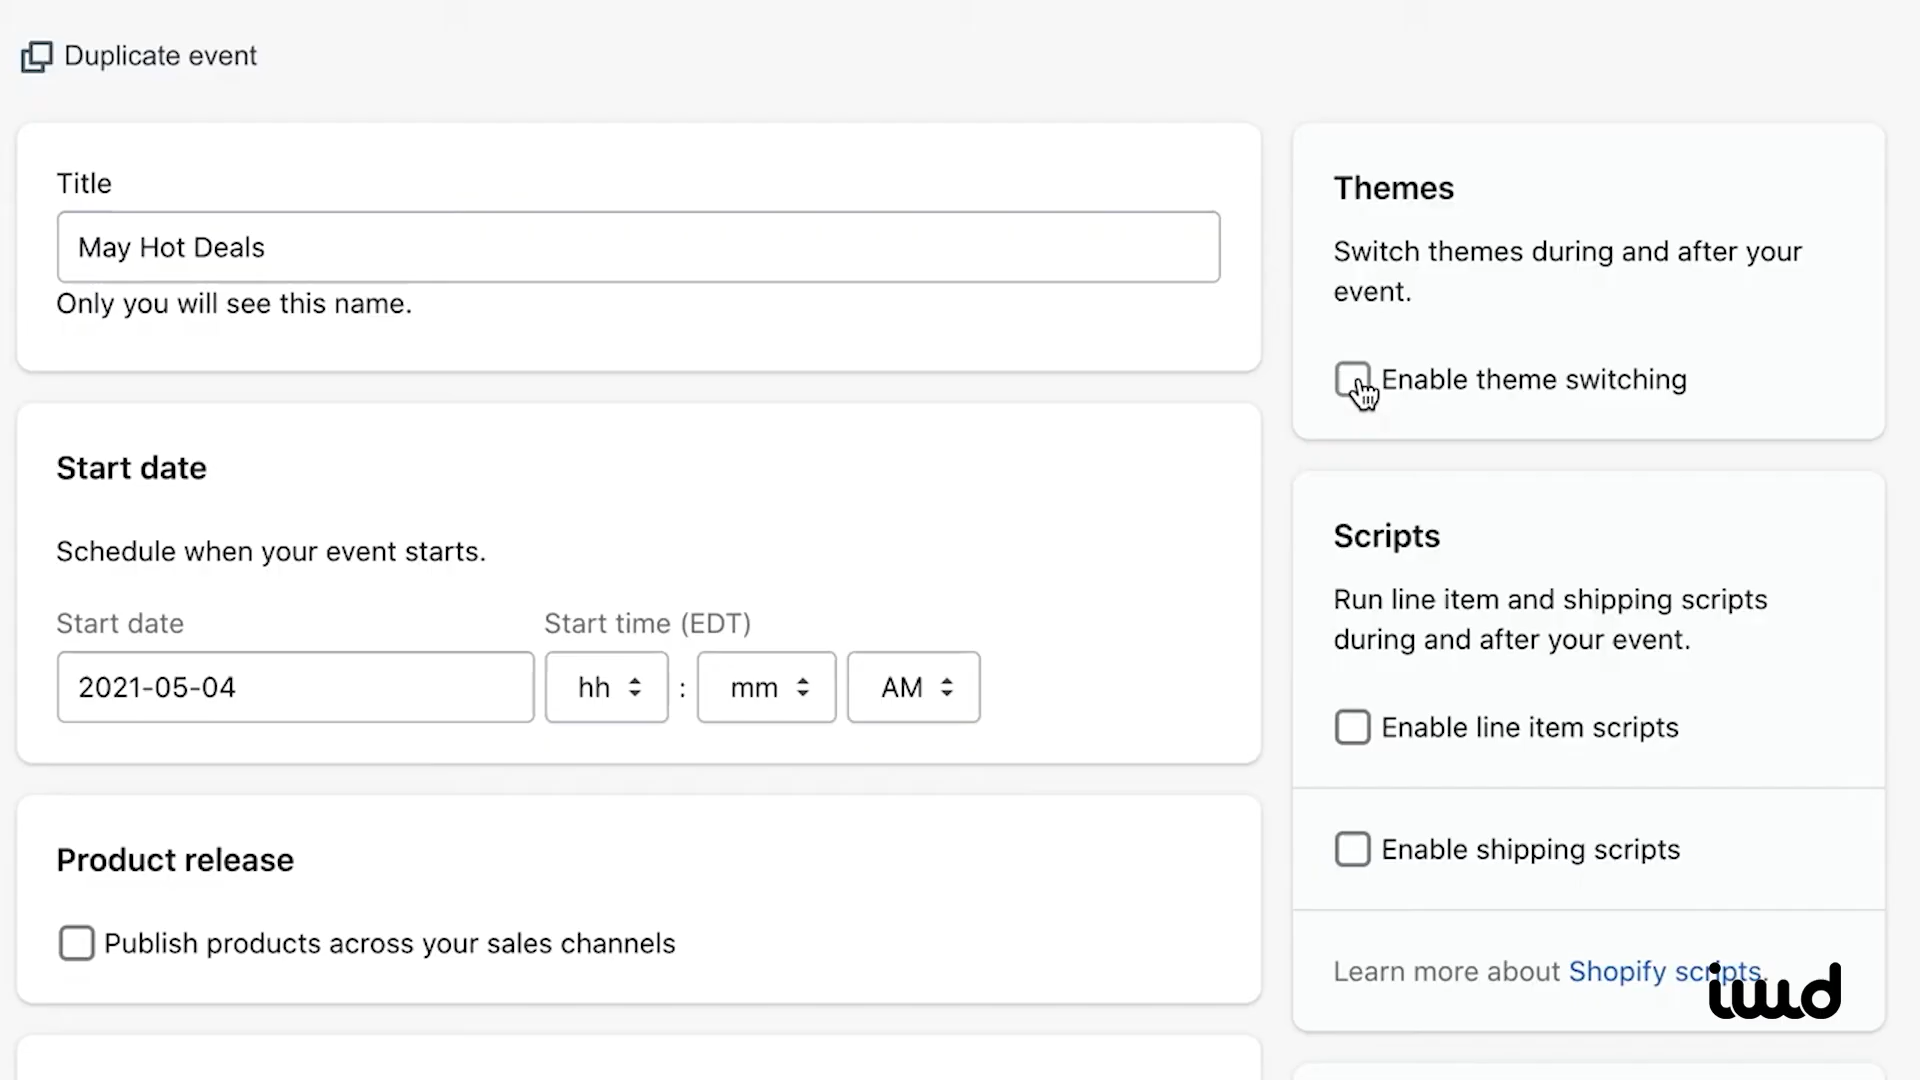 Duplicate event
Title
May Hot Deals
Only you will see this name.
Start date
Schedule when your event starts.
Start date
Start time (EDT)
2021-05-04
hh
:
mm
AM
Product release
Publish products across your sales channels
Themes
Switch themes during and after your
event.
Enable theme switching
Scripts
Run line item and shipping scripts
during and after your event.
Enable line item scripts
Enable shipping scripts
Learn more about Shopify scripts.
iwd